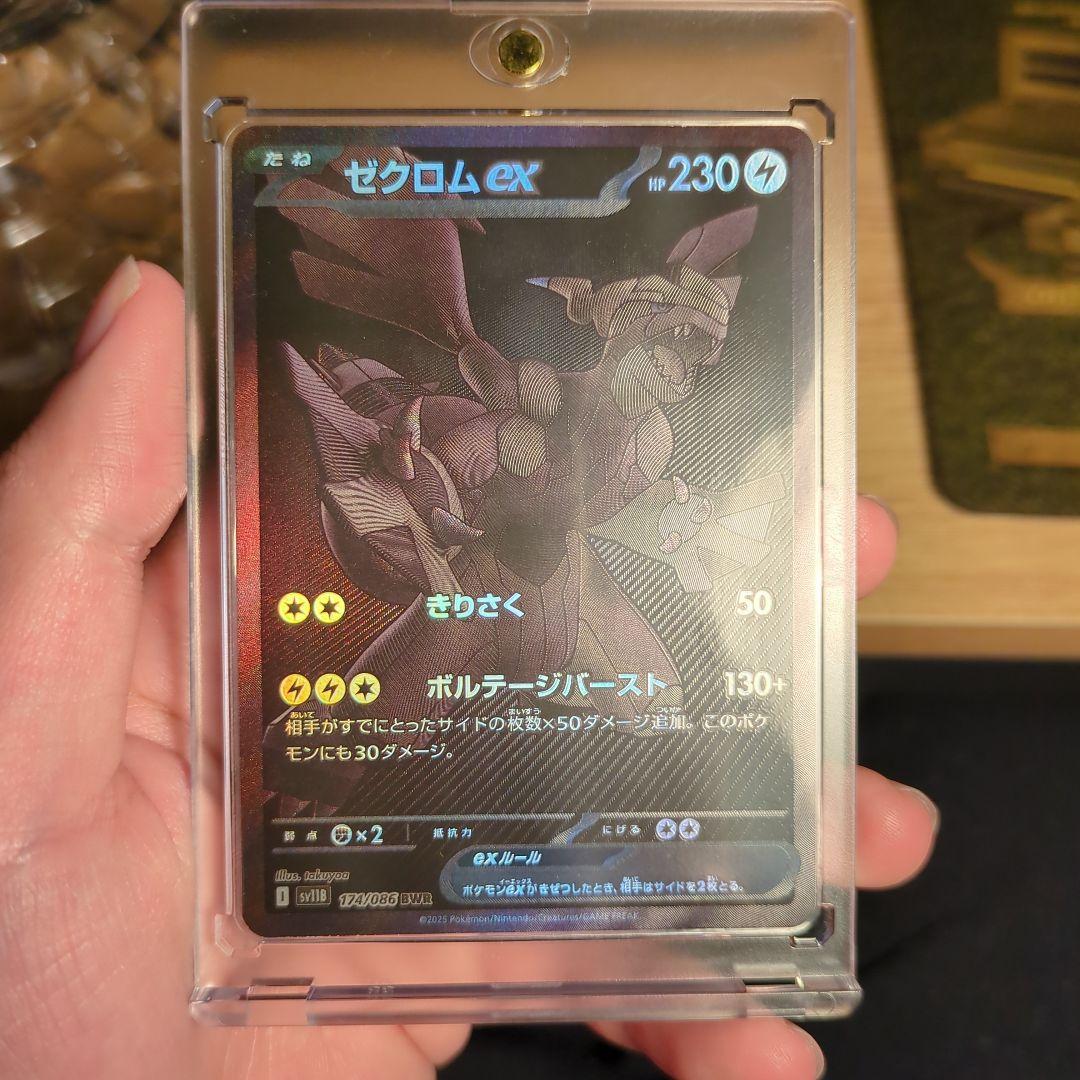 たね
ゼクロムex HP 230
きりさく 50
ボルテージバースト 130+
相手がすでにとったサイドの枚数×50ダメージ追加。このポケ
モンにも30ダメージ。
弱点 ×2 抵抗力 にげる
exルール
ポケモンexがきぜつしたとき、相手はサイドを2枚とる。
Illus. takuyoa
I SV11B 174/086 BWR
©2025 Pokémon/Nintendo/Creatures/GAME FREAK